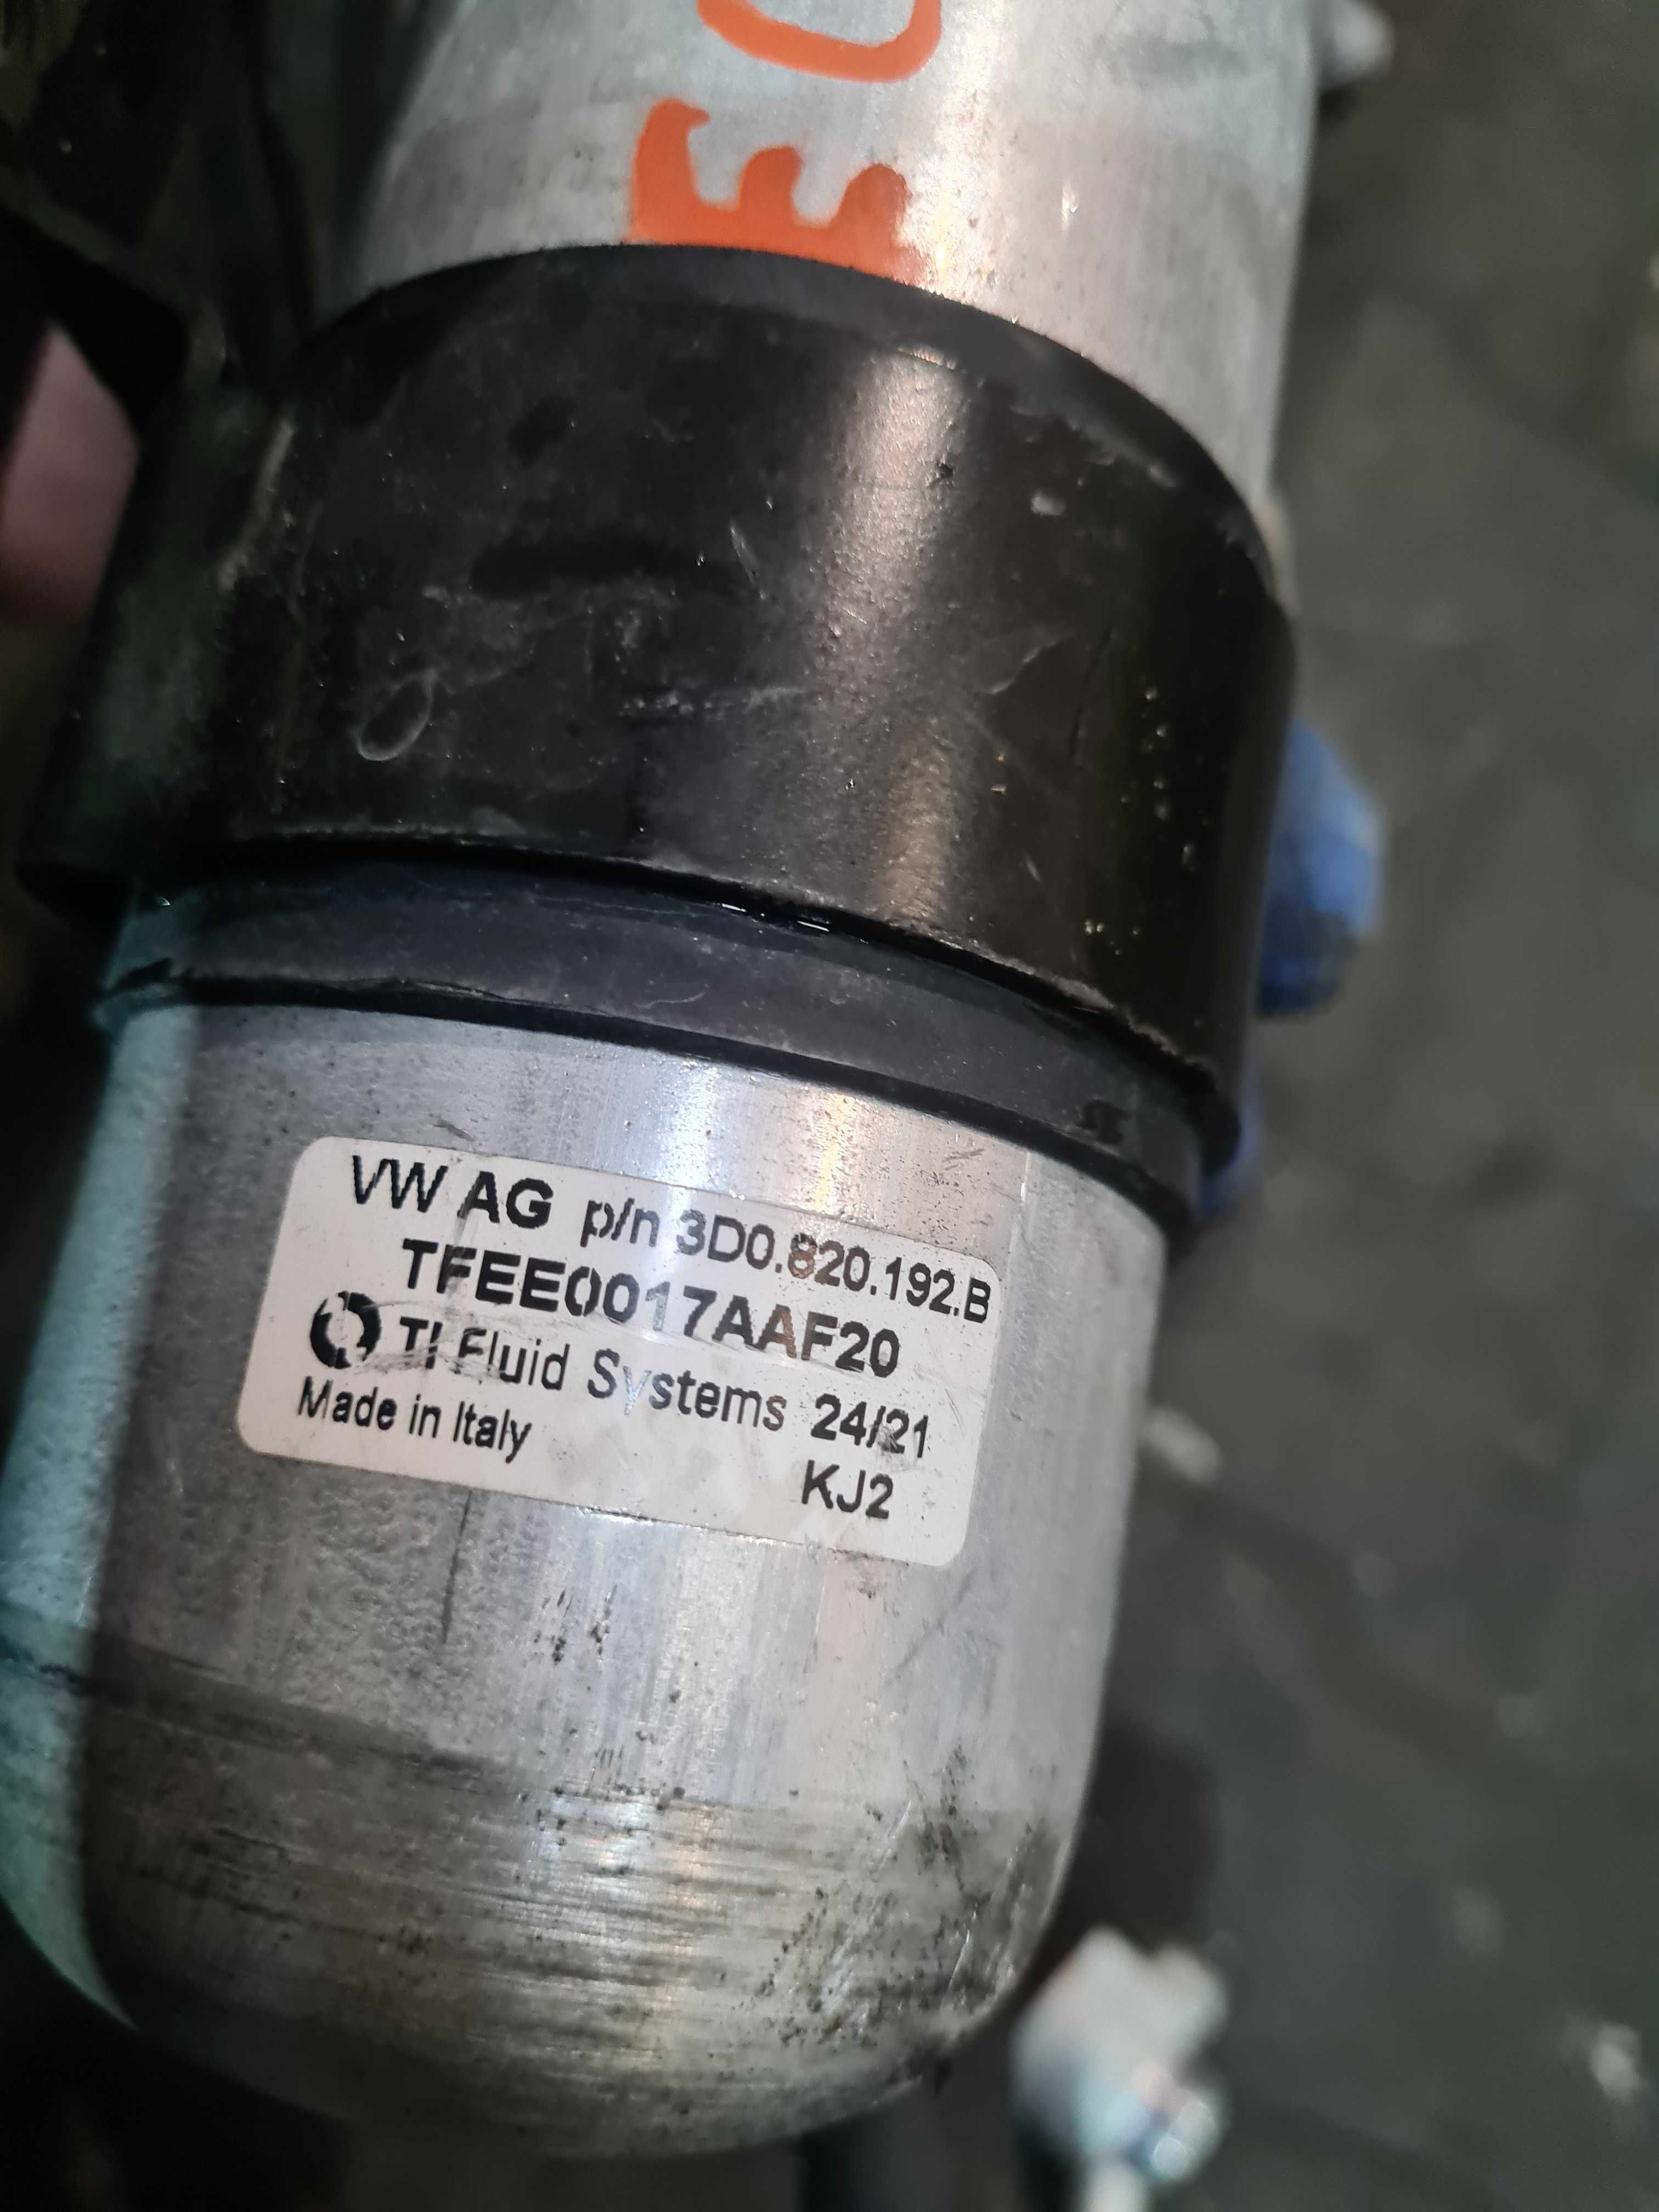 VW AG p/n 3D0.820.192.B
TFEE0017AAF20
TI Fluid Systems 24/21
Made in Italy
KJ2